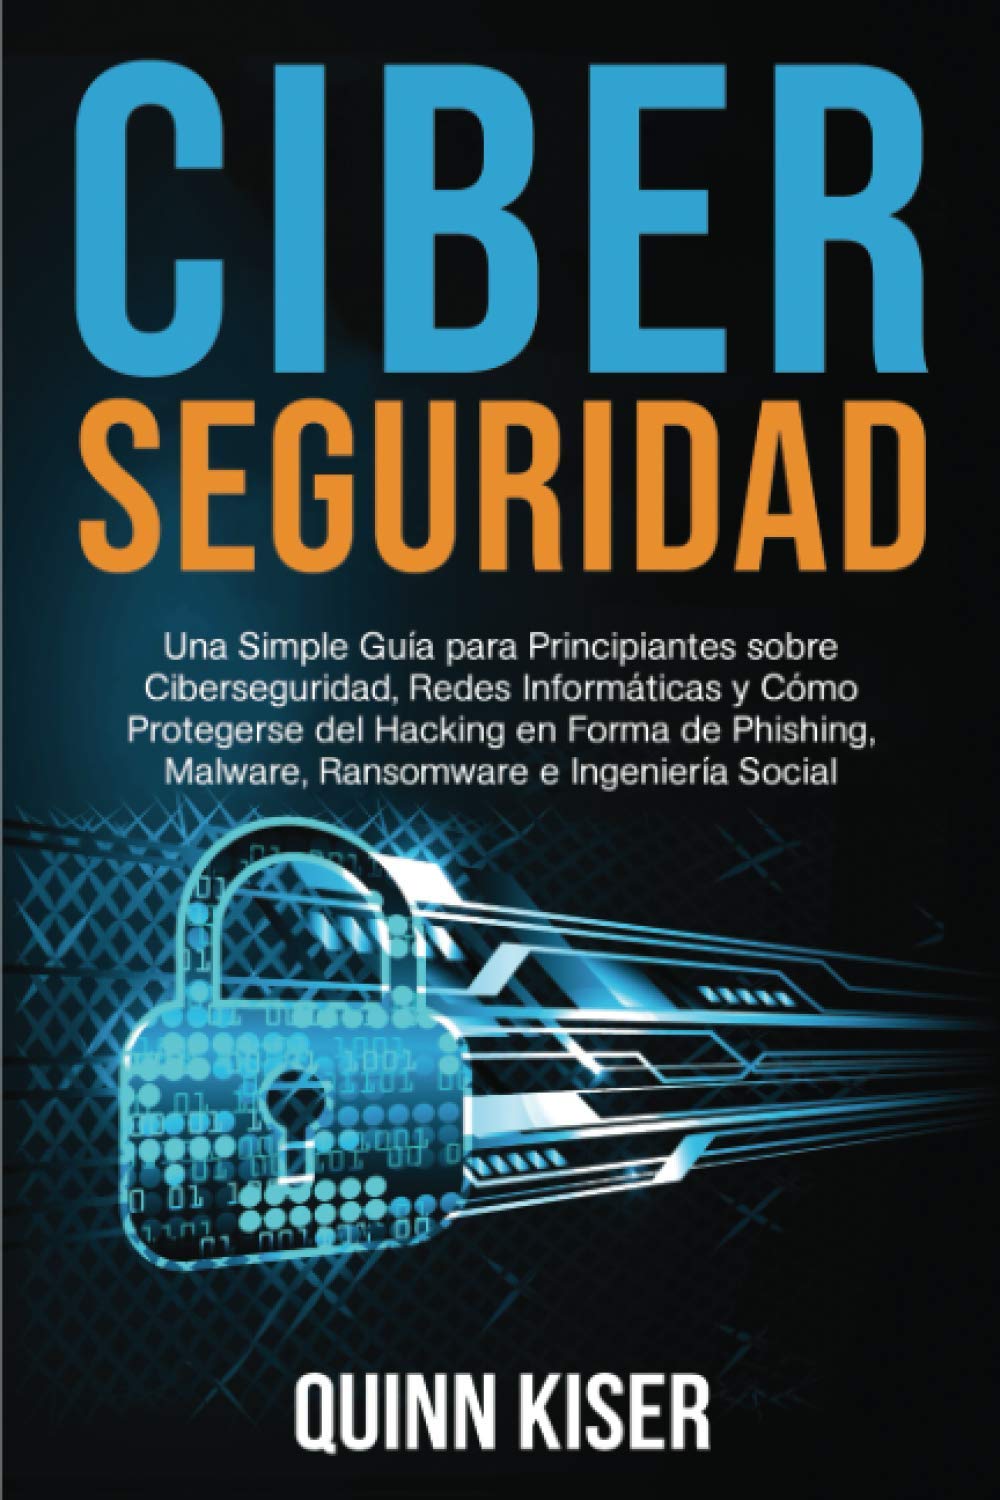 CIBER
SEGURIDAD
Una Simple Guía para Principiantes sobre
Ciberseguridad, Redes Informáticas y Cómo
Protegerse del Hacking en Forma de Phishing,
Malware, Ransomware e Ingeniería Social
QUINN KISER